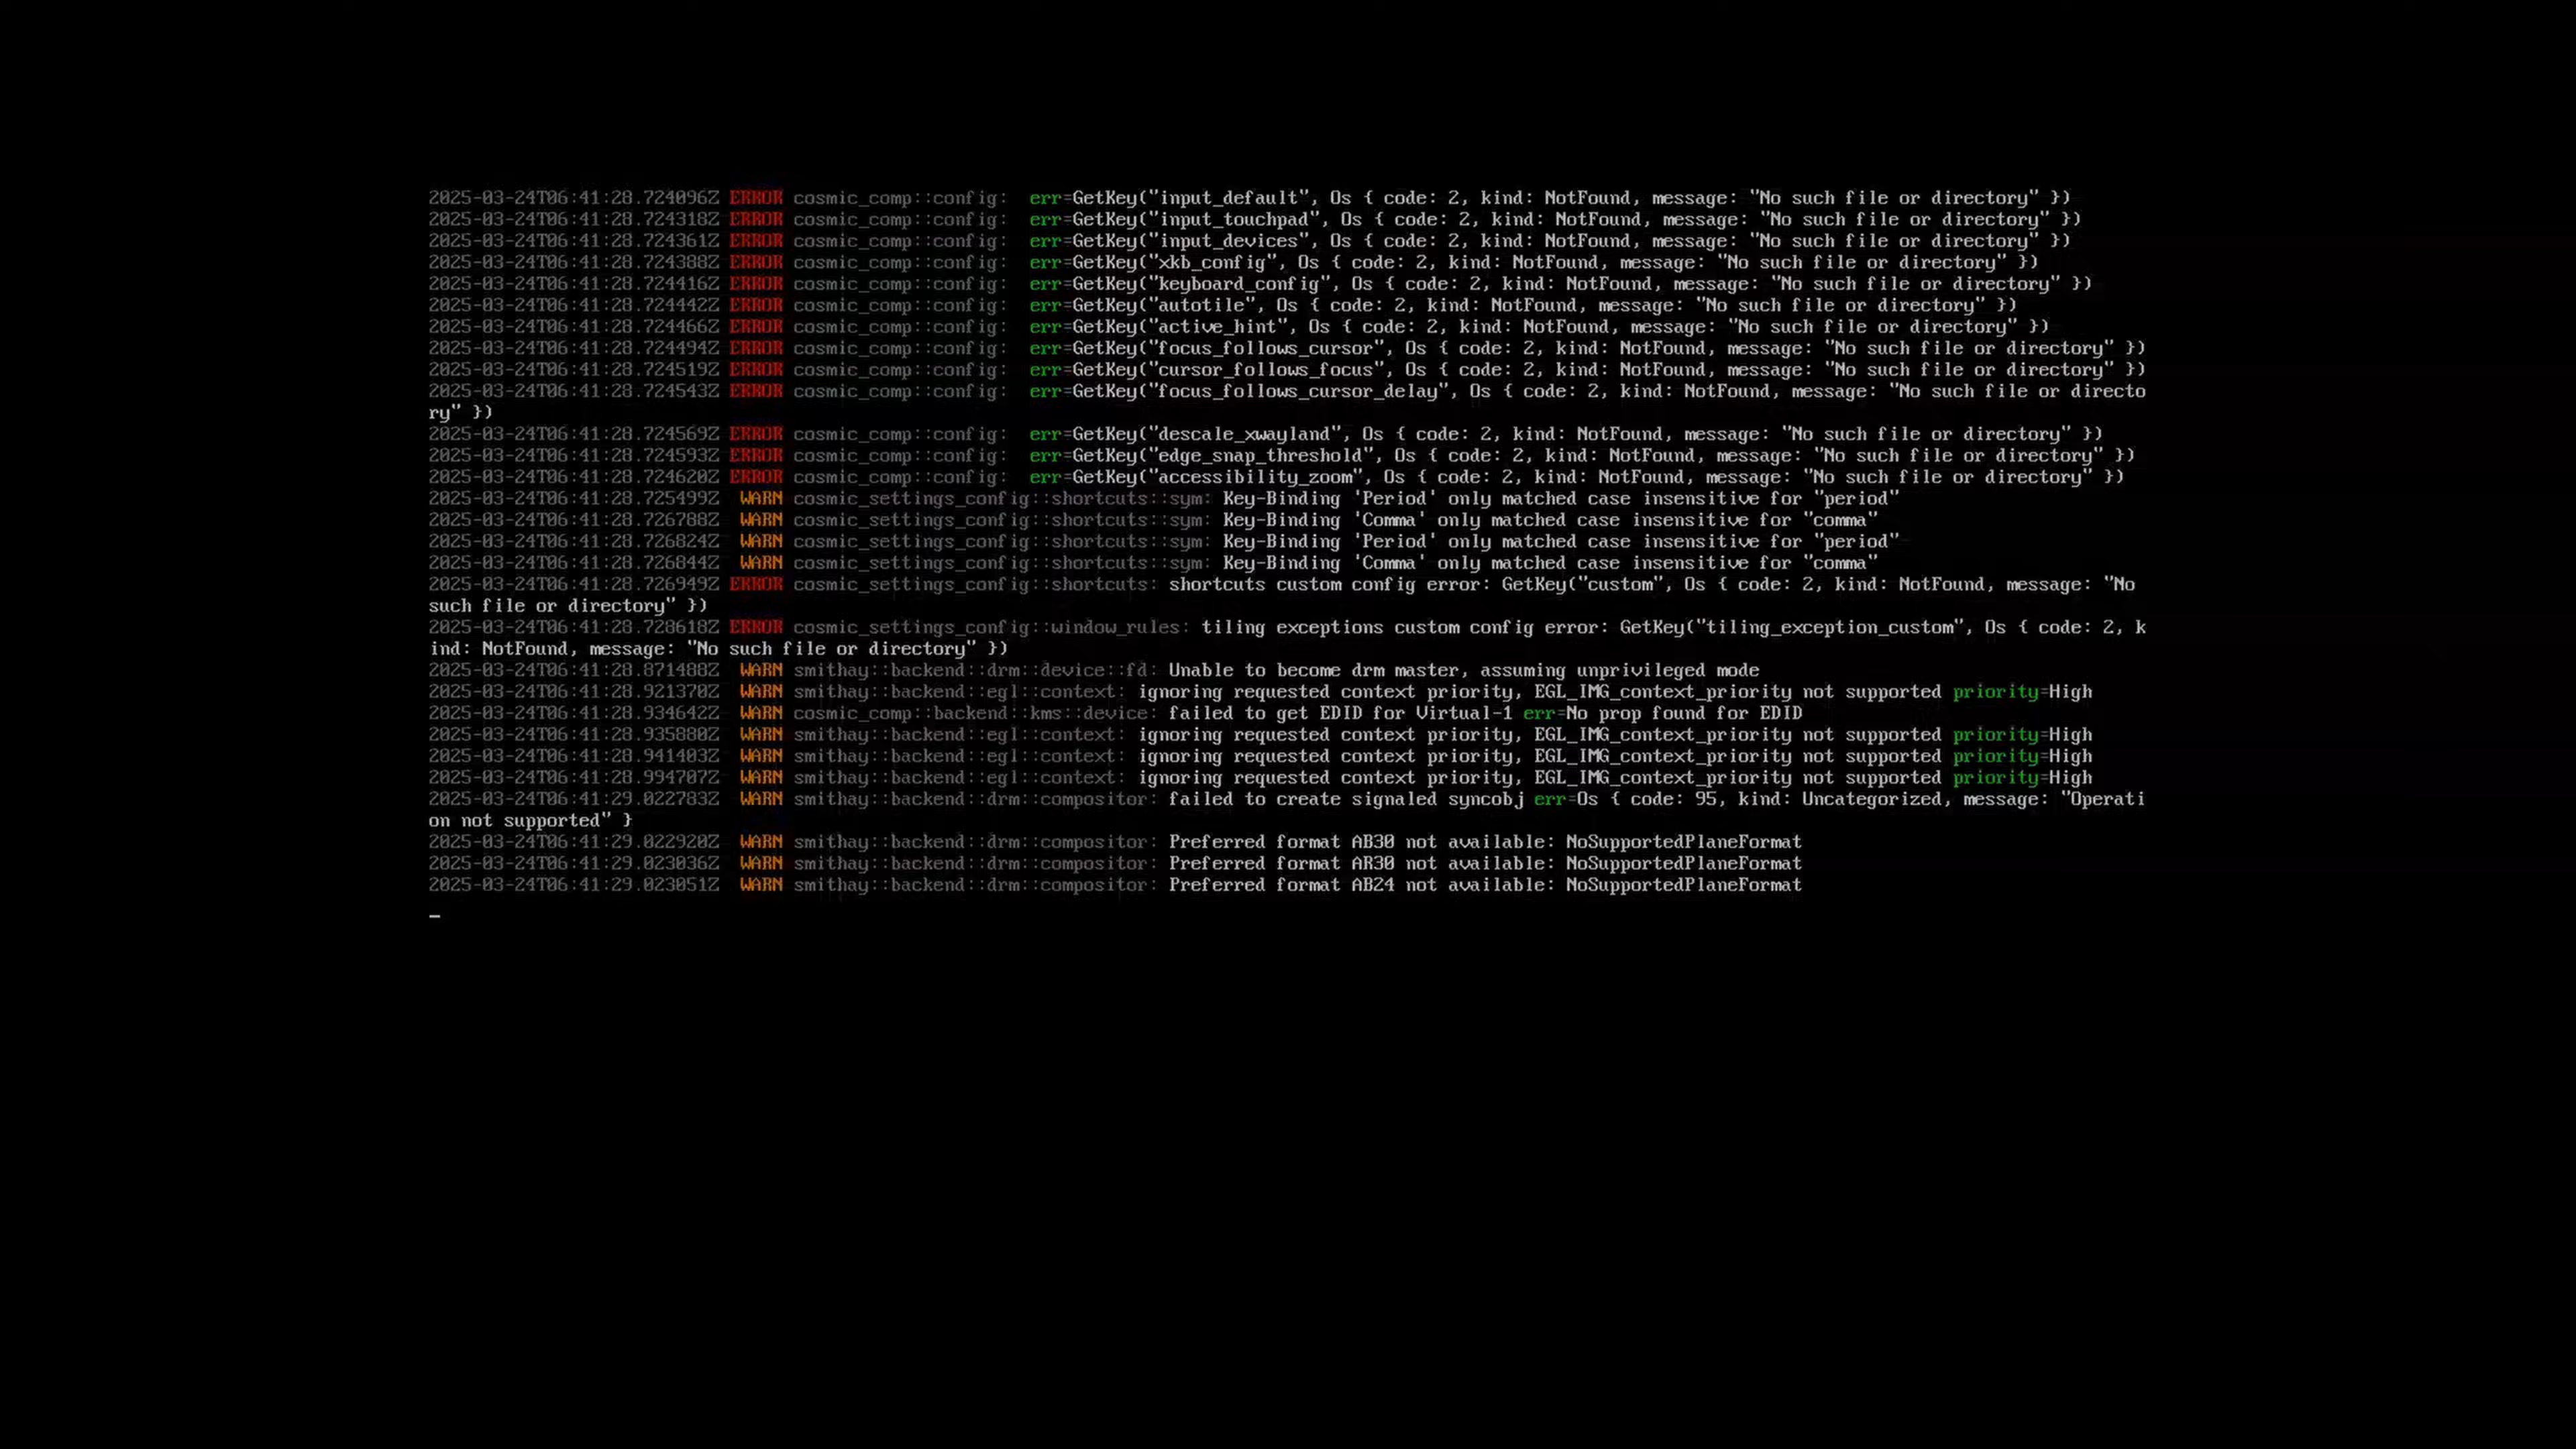 2025-03-24T06:41:28.724096Z ERROR cosmic_comp::config:  err=GetKey("input_default", Os { code: 2, kind: NotFound, message: "No such file or directory" })
2025-03-24T06:41:28.724318Z ERROR cosmic_comp::config:  err=GetKey("input_touchpad", Os { code: 2, kind: NotFound, message: "No such file or directory" })
2025-03-24T06:41:28.724361Z ERROR cosmic_comp::config:  err=GetKey("input_devices", Os { code: 2, kind: NotFound, message: "No such file or directory" })
2025-03-24T06:41:28.724388Z ERROR cosmic_comp::config:  err=GetKey("xkb_config", Os { code: 2, kind: NotFound, message: "No such file or directory" })
2025-03-24T06:41:28.724416Z ERROR cosmic_comp::config:  err=GetKey("keyboard_config", Os { code: 2, kind: NotFound, message: "No such file or directory" })
2025-03-24T06:41:28.724442Z ERROR cosmic_comp::config:  err=GetKey("autotile", Os { code: 2, kind: NotFound, message: "No such file or directory" })
2025-03-24T06:41:28.724466Z ERROR cosmic_comp::config:  err=GetKey("active_hint", Os { code: 2, kind: NotFound, message: "No such file or directory" })
2025-03-24T06:41:28.724494Z ERROR cosmic_comp::config:  err=GetKey("focus_follows_cursor", Os { code: 2, kind: NotFound, message: "No such file or directory" })
2025-03-24T06:41:28.724519Z ERROR cosmic_comp::config:  err=GetKey("cursor_follows_focus", Os { code: 2, kind: NotFound, message: "No such file or directory" })
2025-03-24T06:41:28.724543Z ERROR cosmic_comp::config:  err=GetKey("focus_follows_cursor_delay", Os { code: 2, kind: NotFound, message: "No such file or directo
ry" })
2025-03-24T06:41:28.724569Z ERROR cosmic_comp::config:  err=GetKey("descale_xwayland", Os { code: 2, kind: NotFound, message: "No such file or directory" })
2025-03-24T06:41:28.724593Z ERROR cosmic_comp::config:  err=GetKey("edge_snap_threshold", Os { code: 2, kind: NotFound, message: "No such file or directory" })
2025-03-24T06:41:28.724620Z ERROR cosmic_comp::config:  err=GetKey("accessibility_zoom", Os { code: 2, kind: NotFound, message: "No such file or directory" })
2025-03-24T06:41:28.725499Z  WARN cosmic_settings_config::shortcuts::sym: Key-Binding 'Period' only matched case insensitive for "period"
2025-03-24T06:41:28.726788Z  WARN cosmic_settings_config::shortcuts::sym: Key-Binding 'Comma' only matched case insensitive for "comma"
2025-03-24T06:41:28.726824Z  WARN cosmic_settings_config::shortcuts::sym: Key-Binding 'Period' only matched case insensitive for "period"
2025-03-24T06:41:28.726844Z  WARN cosmic_settings_config::shortcuts::sym: Key-Binding 'Comma' only matched case insensitive for "comma"
2025-03-24T06:41:28.726949Z ERROR cosmic_settings_config::shortcuts: shortcuts custom config error: GetKey("custom", Os { code: 2, kind: NotFound, message: "No
such file or directory" })
2025-03-24T06:41:28.728618Z ERROR cosmic_settings_config::window_rules: tiling exceptions custom config error: GetKey("tiling_exception_custom", Os { code: 2, k
ind: NotFound, message: "No such file or directory" })
2025-03-24T06:41:28.871488Z  WARN smithay::backend::drm::device::fd: Unable to become drm master, assuming unprivileged mode
2025-03-24T06:41:28.921370Z  WARN smithay::backend::egl::context: ignoring requested context priority, EGL_IMG_context_priority not supported priority=High
2025-03-24T06:41:28.934642Z  WARN cosmic_comp::backend::kms::device: failed to get EDID for Virtual-1 err=No prop found for EDID
2025-03-24T06:41:28.935880Z  WARN smithay::backend::egl::context: ignoring requested context priority, EGL_IMG_context_priority not supported priority=High
2025-03-24T06:41:28.941403Z  WARN smithay::backend::egl::context: ignoring requested context priority, EGL_IMG_context_priority not supported priority=High
2025-03-24T06:41:28.994707Z  WARN smithay::backend::egl::context: ignoring requested context priority, EGL_IMG_context_priority not supported priority=High
2025-03-24T06:41:29.022783Z  WARN smithay::backend::drm::compositor: failed to create signaled syncobj err=Os { code: 95, kind: Uncategorized, message: "Operati
on not supported" }
2025-03-24T06:41:29.022920Z  WARN smithay::backend::drm::compositor: Preferred format AB30 not available: NoSupportedPlaneFormat
2025-03-24T06:41:29.023036Z  WARN smithay::backend::drm::compositor: Preferred format AR30 not available: NoSupportedPlaneFormat
2025-03-24T06:41:29.023051Z  WARN smithay::backend::drm::compositor: Preferred format AB24 not available: NoSupportedPlaneFormat